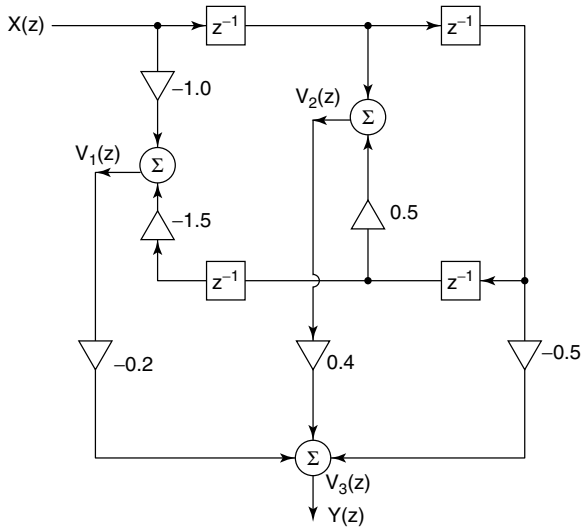 X(z)
z⁻¹
z⁻¹
−1.0
V₂(z)
Σ
V₁(z)
Σ
−1.5
0.5
z⁻¹
z⁻¹
−0.2
0.4
−0.5
Σ
V₃(z)
Y(z)